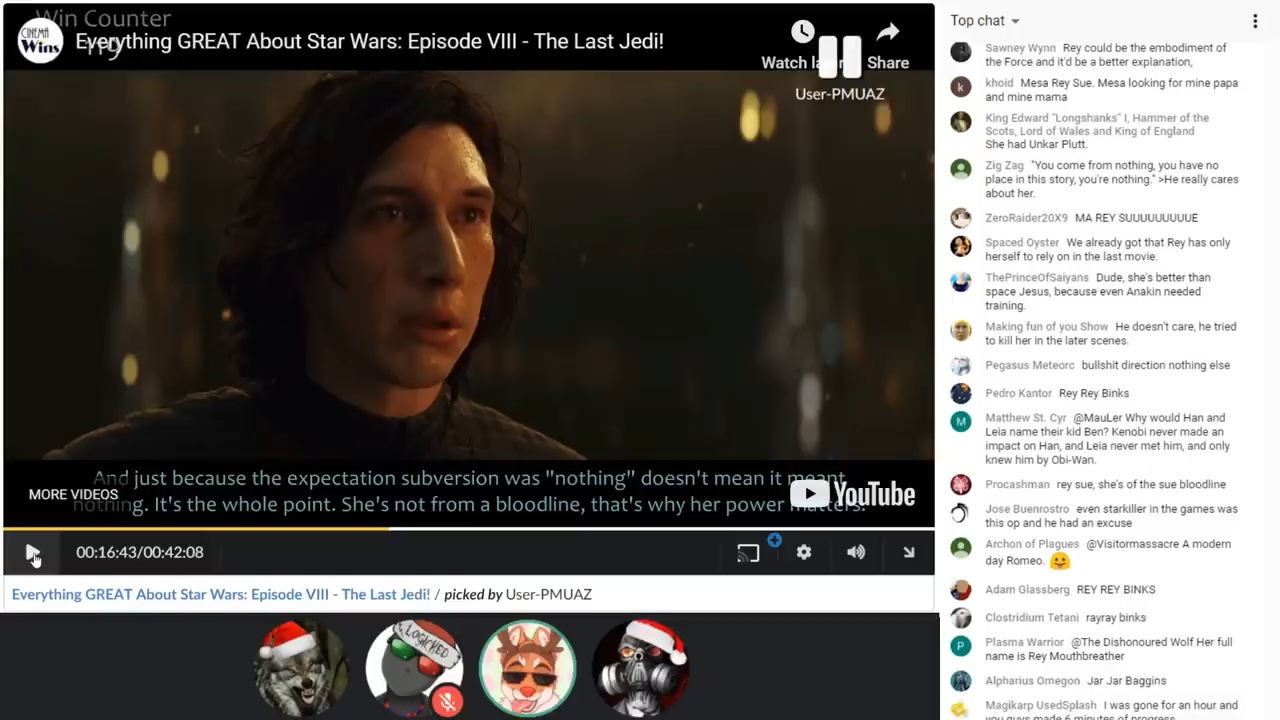 Win Counter
CINEMA
Wins
Everything GREAT About Star Wars: Episode VIII - The Last Jedi!
Watch later
Share
User-PMUAZ
And just because the expectation subversion was "nothing" doesn't mean it meant
nothing. It's the whole point. She's not from a bloodline, that's why her power matters.
MORE VIDEOS
YouTube
00:16:43/00:42:08
Everything GREAT About Star Wars: Episode VIII - The Last Jedi! / picked by User-PMUAZ
LOGICKED
Top chat
Sawney Wynn Rey could be the embodiment of
the Force and it'd be a better explanation,
k
khoid Mesa Rey Sue. Mesa looking for mine papa
and mine mama
King Edward "Longshanks" I, Hammer of the
Scots, Lord of Wales and King of England
She had Unkar Plutt.
Zig Zag "You come from nothing, you have no
place in this story, you're nothing." >He really cares
about her.
ZeroRaider20X9 MA REY SUUUUUUUUUE
Spaced Oyster We already got that Rey has only
herself to rely on in the last movie.
ThePrinceOfSaiyans Dude, she's better than
space Jesus, because even Anakin needed
training.
Making fun of you Show He doesn't care, he tried
to kill her in the later scenes.
Pegasus Meteorc bullshit direction nothing else
Pedro Kantor Rey Rey Binks
M
Matthew St. Cyr @MauLer Why would Han and
Leia name their kid Ben? Kenobi never made an
impact on Han, and Leia never met him, and only
knew him by Obi-Wan.
Procashman rey sue, she's of the sue bloodline
Jose Buenrostro even starkiller in the games was
this op and he had an excuse
Archon of Plagues @Visitormassacre A modern
day Romeo.
Adam Glassberg REY REY BINKS
Clostridium Tetani rayray binks
P
Plasma Warrior @The Dishonoured Wolf Her full
name is Rey Mouthbreather
Alpharius Omegon Jar Jar Baggins
Magikarp UsedSplash I was gone for an hour and
you guys made 6 minutes of progress